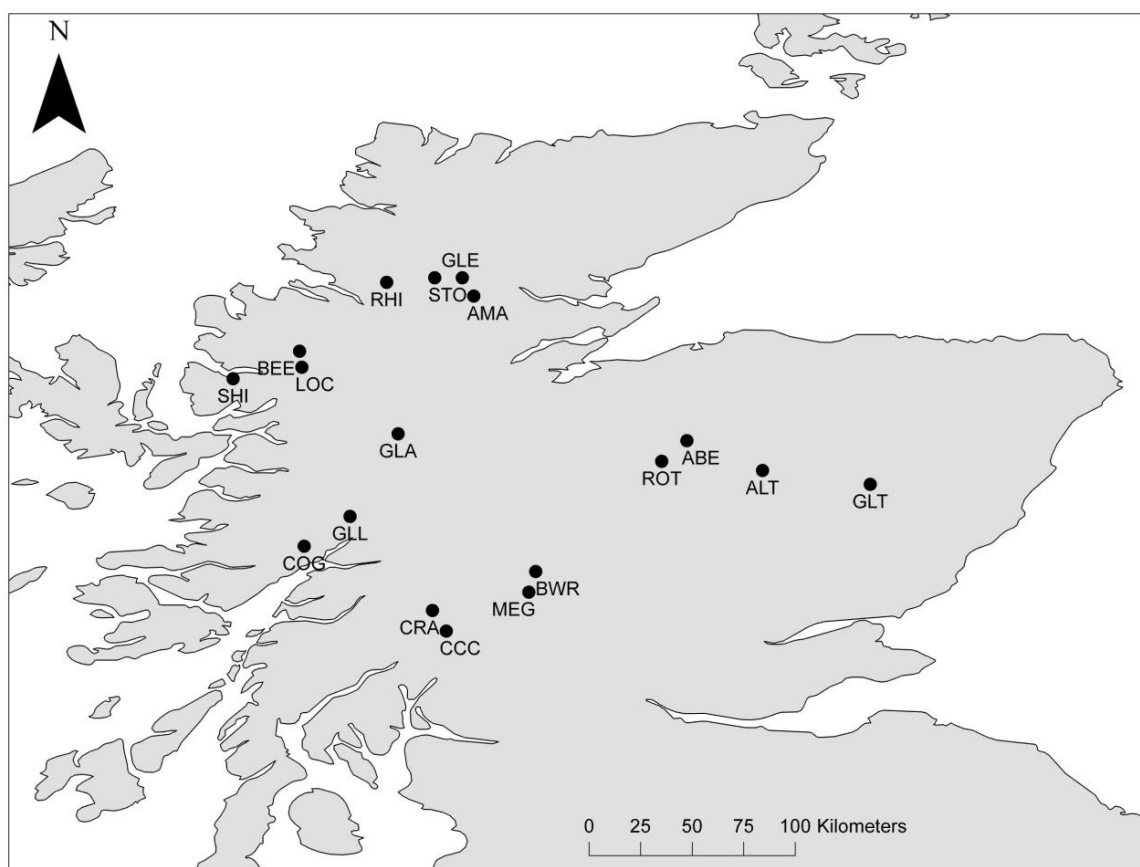 N
GLE
RHI
STO
AMA
BEE
LOC
SHI
GLA
ABE
ROT
ALT
GLT
GLL
COG
BWR
MEG
CRA
CCC
0 25 50 75 100 Kilometers